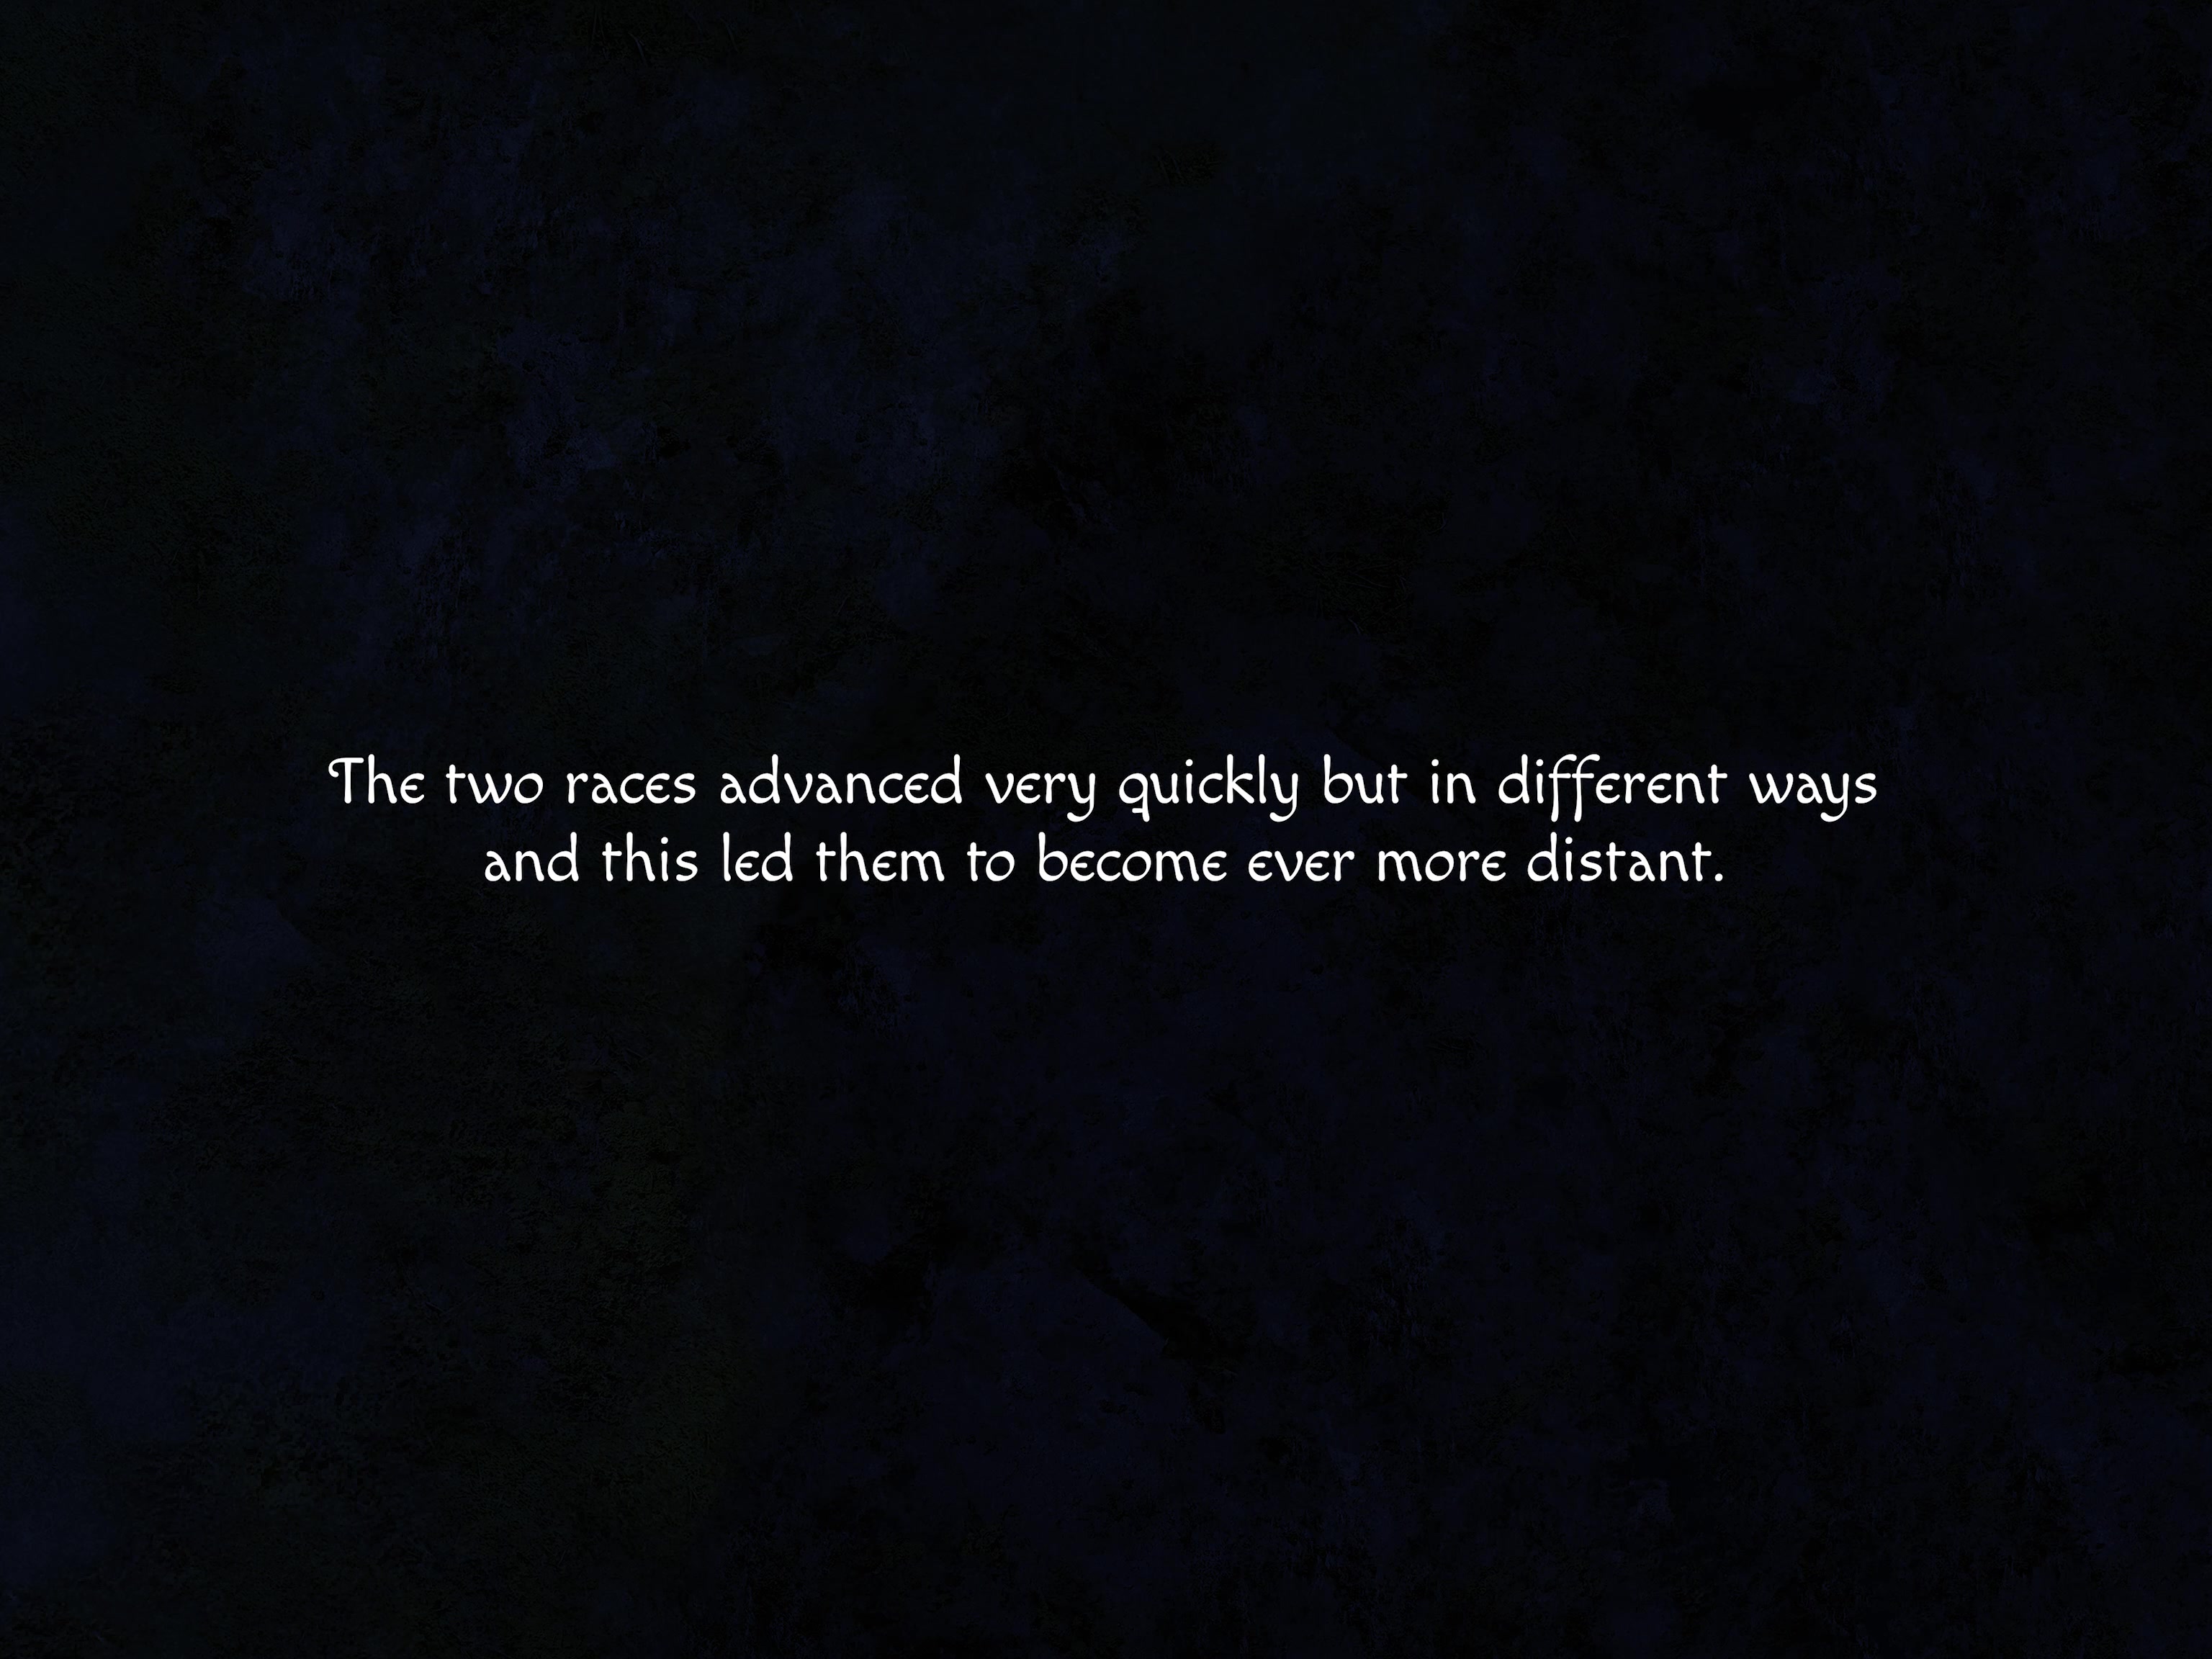 The two races advanced very quickly but in different ways
and this led them to become ever more distant.